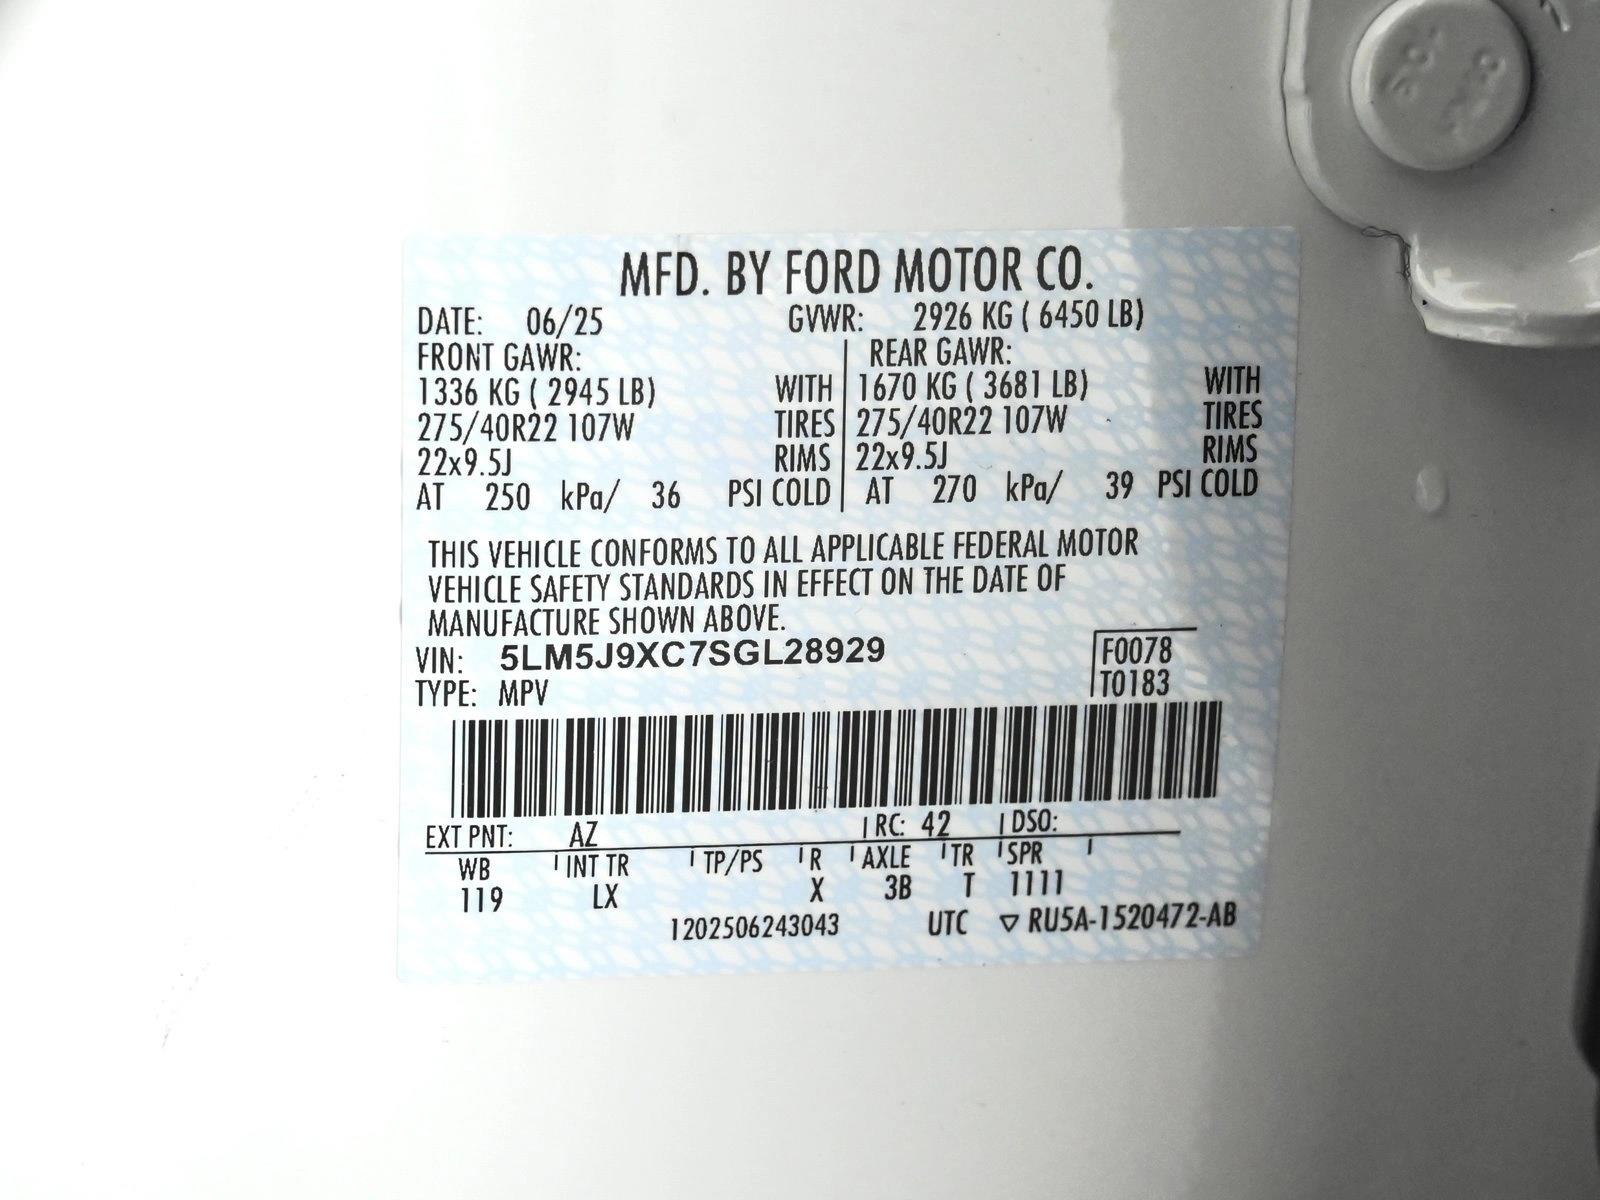 MFD. BY FORD MOTOR CO.
DATE: 06/25 GVWR: 2926 KG ( 6450 LB)
FRONT GAWR: REAR GAWR:
1336 KG ( 2945 LB) WITH 1670 KG ( 3681 LB) WITH
275/40R22 107W TIRES 275/40R22 107W TIRES
22x9.5J RIMS 22x9.5J RIMS
AT 250 kPa/ 36 PSI COLD AT 270 kPa/ 39 PSI COLD
THIS VEHICLE CONFORMS TO ALL APPLICABLE FEDERAL MOTOR
VEHICLE SAFETY STANDARDS IN EFFECT ON THE DATE OF
MANUFACTURE SHOWN ABOVE.
VIN: 5LM5J9XC7SGL28929 F0078
TYPE: MPV T0183
EXT PNT: AZ RC: 42 DSO:
WB INT TR TP/PS R AXLE TR SPR
119 LX X 3B T 1111
1202506243043 UTC ▽ RU5A-1520472-AB